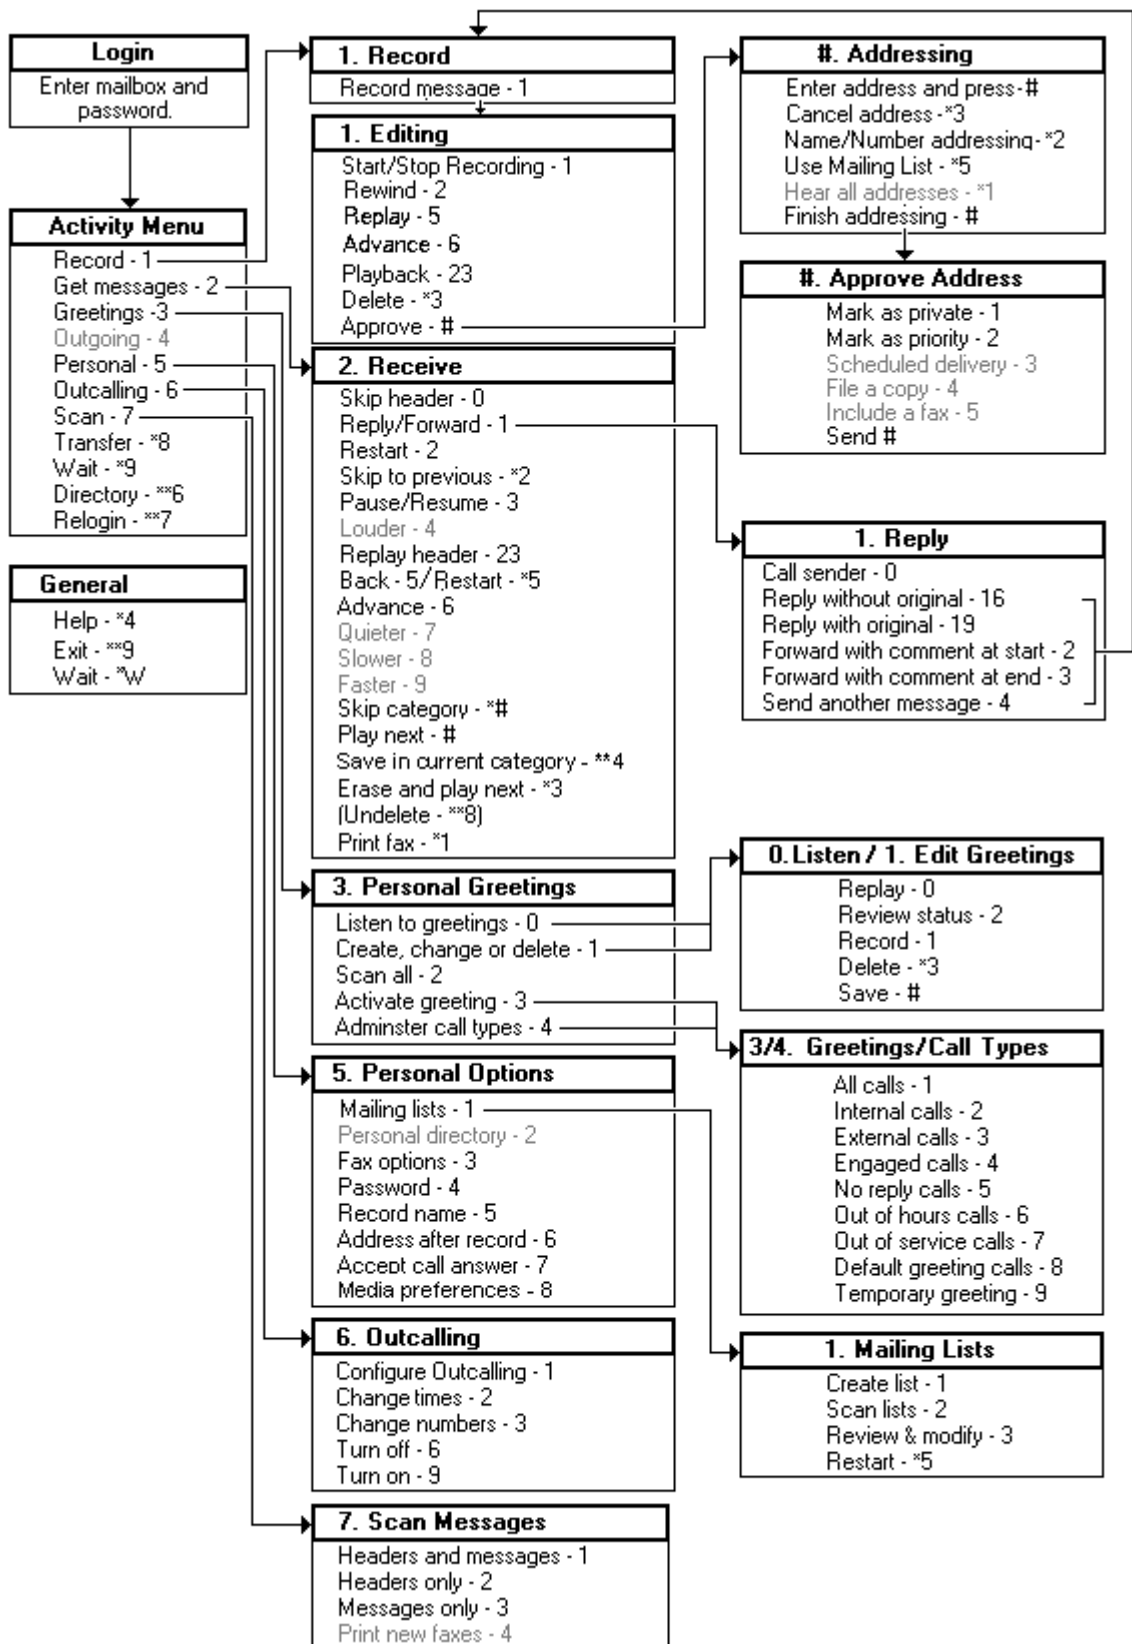 Login
Enter mailbox and
password.
Activity Menu
Record - 1
Get messages - 2
Greetings -3
Outgoing - 4
Personal - 5
Outcalling - 6
Scan - 7
Transfer - *8
Wait - *9
Directory - **6
Relogin - **7
General
Help - *4
Exit - **9
Wait - *W
1. Record
Record message - 1
1. Editing
Start/Stop Recording - 1
Rewind - 2
Replay - 5
Advance - 6
Playback - 23
Delete - *3
Approve - #
2. Receive
Skip header - 0
Reply/Forward - 1
Restart - 2
Skip to previous - *2
Pause/Resume - 3
Louder - 4
Replay header - 23
Back - 5/Restart - *5
Advance - 6
Quieter - 7
Slower - 8
Faster - 9
Skip category - *#
Play next - #
Save in current category - **4
Erase and play next - *3
(Undelete - **8)
Print fax - *1
3. Personal Greetings
Listen to greetings - 0
Create, change or delete - 1
Scan all - 2
Activate greeting - 3
Adminster call types - 4
5. Personal Options
Mailing lists - 1
Personal directory - 2
Fax options - 3
Password - 4
Record name - 5
Address after record - 6
Accept call answer - 7
Media preferences - 8
6. Outcalling
Configure Outcalling - 1
Change times - 2
Change numbers - 3
Turn off - 6
Turn on - 9
7. Scan Messages
Headers and messages - 1
Headers only - 2
Messages only - 3
Print new faxes - 4
#. Addressing
Enter address and press-#
Cancel address -*3
Name/Number addressing- *2
Use Mailing List - *5
Hear all addresses - *1
Finish addressing - #
#. Approve Address
Mark as private - 1
Mark as priority - 2
Scheduled delivery - 3
File a copy - 4
Include a fax - 5
Send #
1. Reply
Call sender - 0
Reply without original - 16
Reply with original - 19
Forward with comment at start - 2
Forward with comment at end - 3
Send another message - 4
0.Listen / 1. Edit Greetings
Replay - 0
Review status - 2
Record - 1
Delete - *3
Save - #
3/4. Greetings/Call Types
All calls - 1
Internal calls - 2
External calls - 3
Engaged calls - 4
No reply calls - 5
Out of hours calls - 6
Out of service calls - 7
Default greeting calls - 8
Temporary greeting - 9
1. Mailing Lists
Create list - 1
Scan lists - 2
Review & modify - 3
Restart - *5